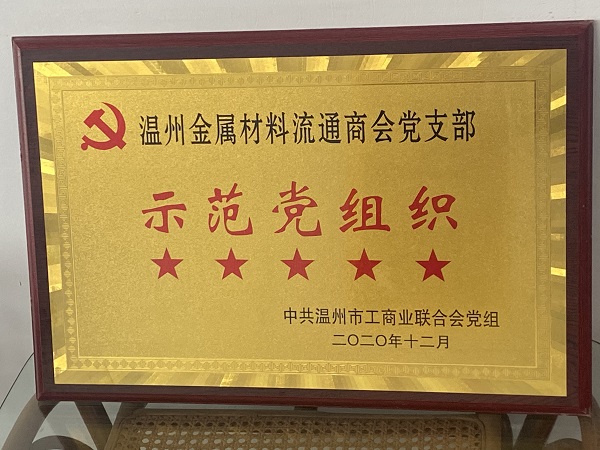 温州金属材料流通商会党支部
示范党组织
中共温州市工商业联合会党组
二〇二〇年十二月